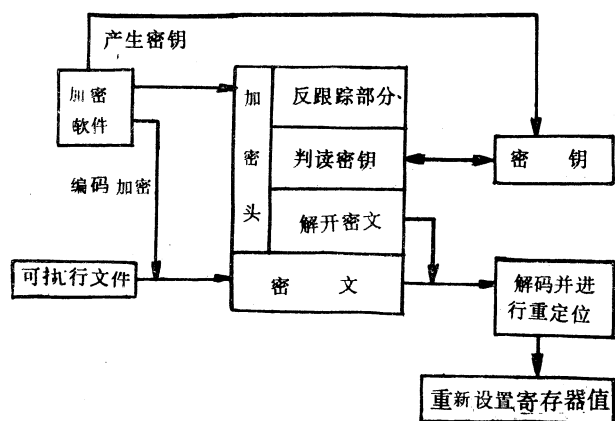 产生密钥
加密
软件
编码加密
可执行文件
加
密
头
反跟踪部分
判读密钥
解开密文
密 文
密 钥
解码并进
行重定位
重新设置寄存器值